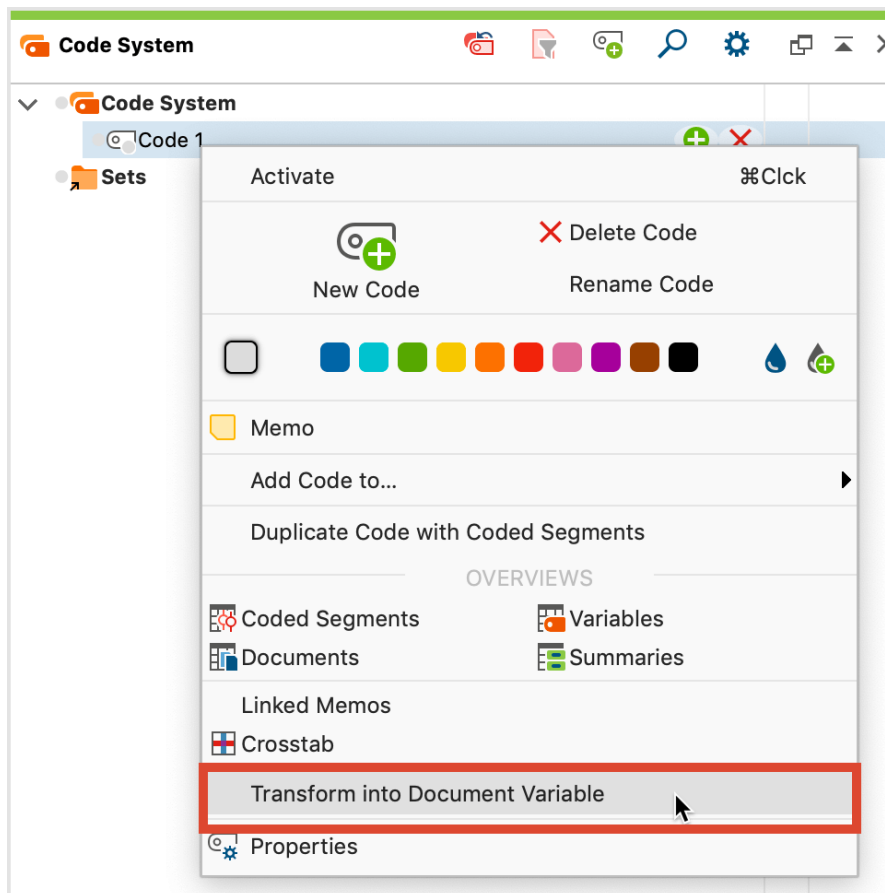 Code System
Code System
Code 1
Sets
Activate ⌘Clck
New Code
Delete Code
Rename Code
Memo
Add Code to...
Duplicate Code with Coded Segments
OVERVIEWS
Coded Segments Variables
Documents Summaries
Linked Memos
Crosstab
Transform into Document Variable
Properties